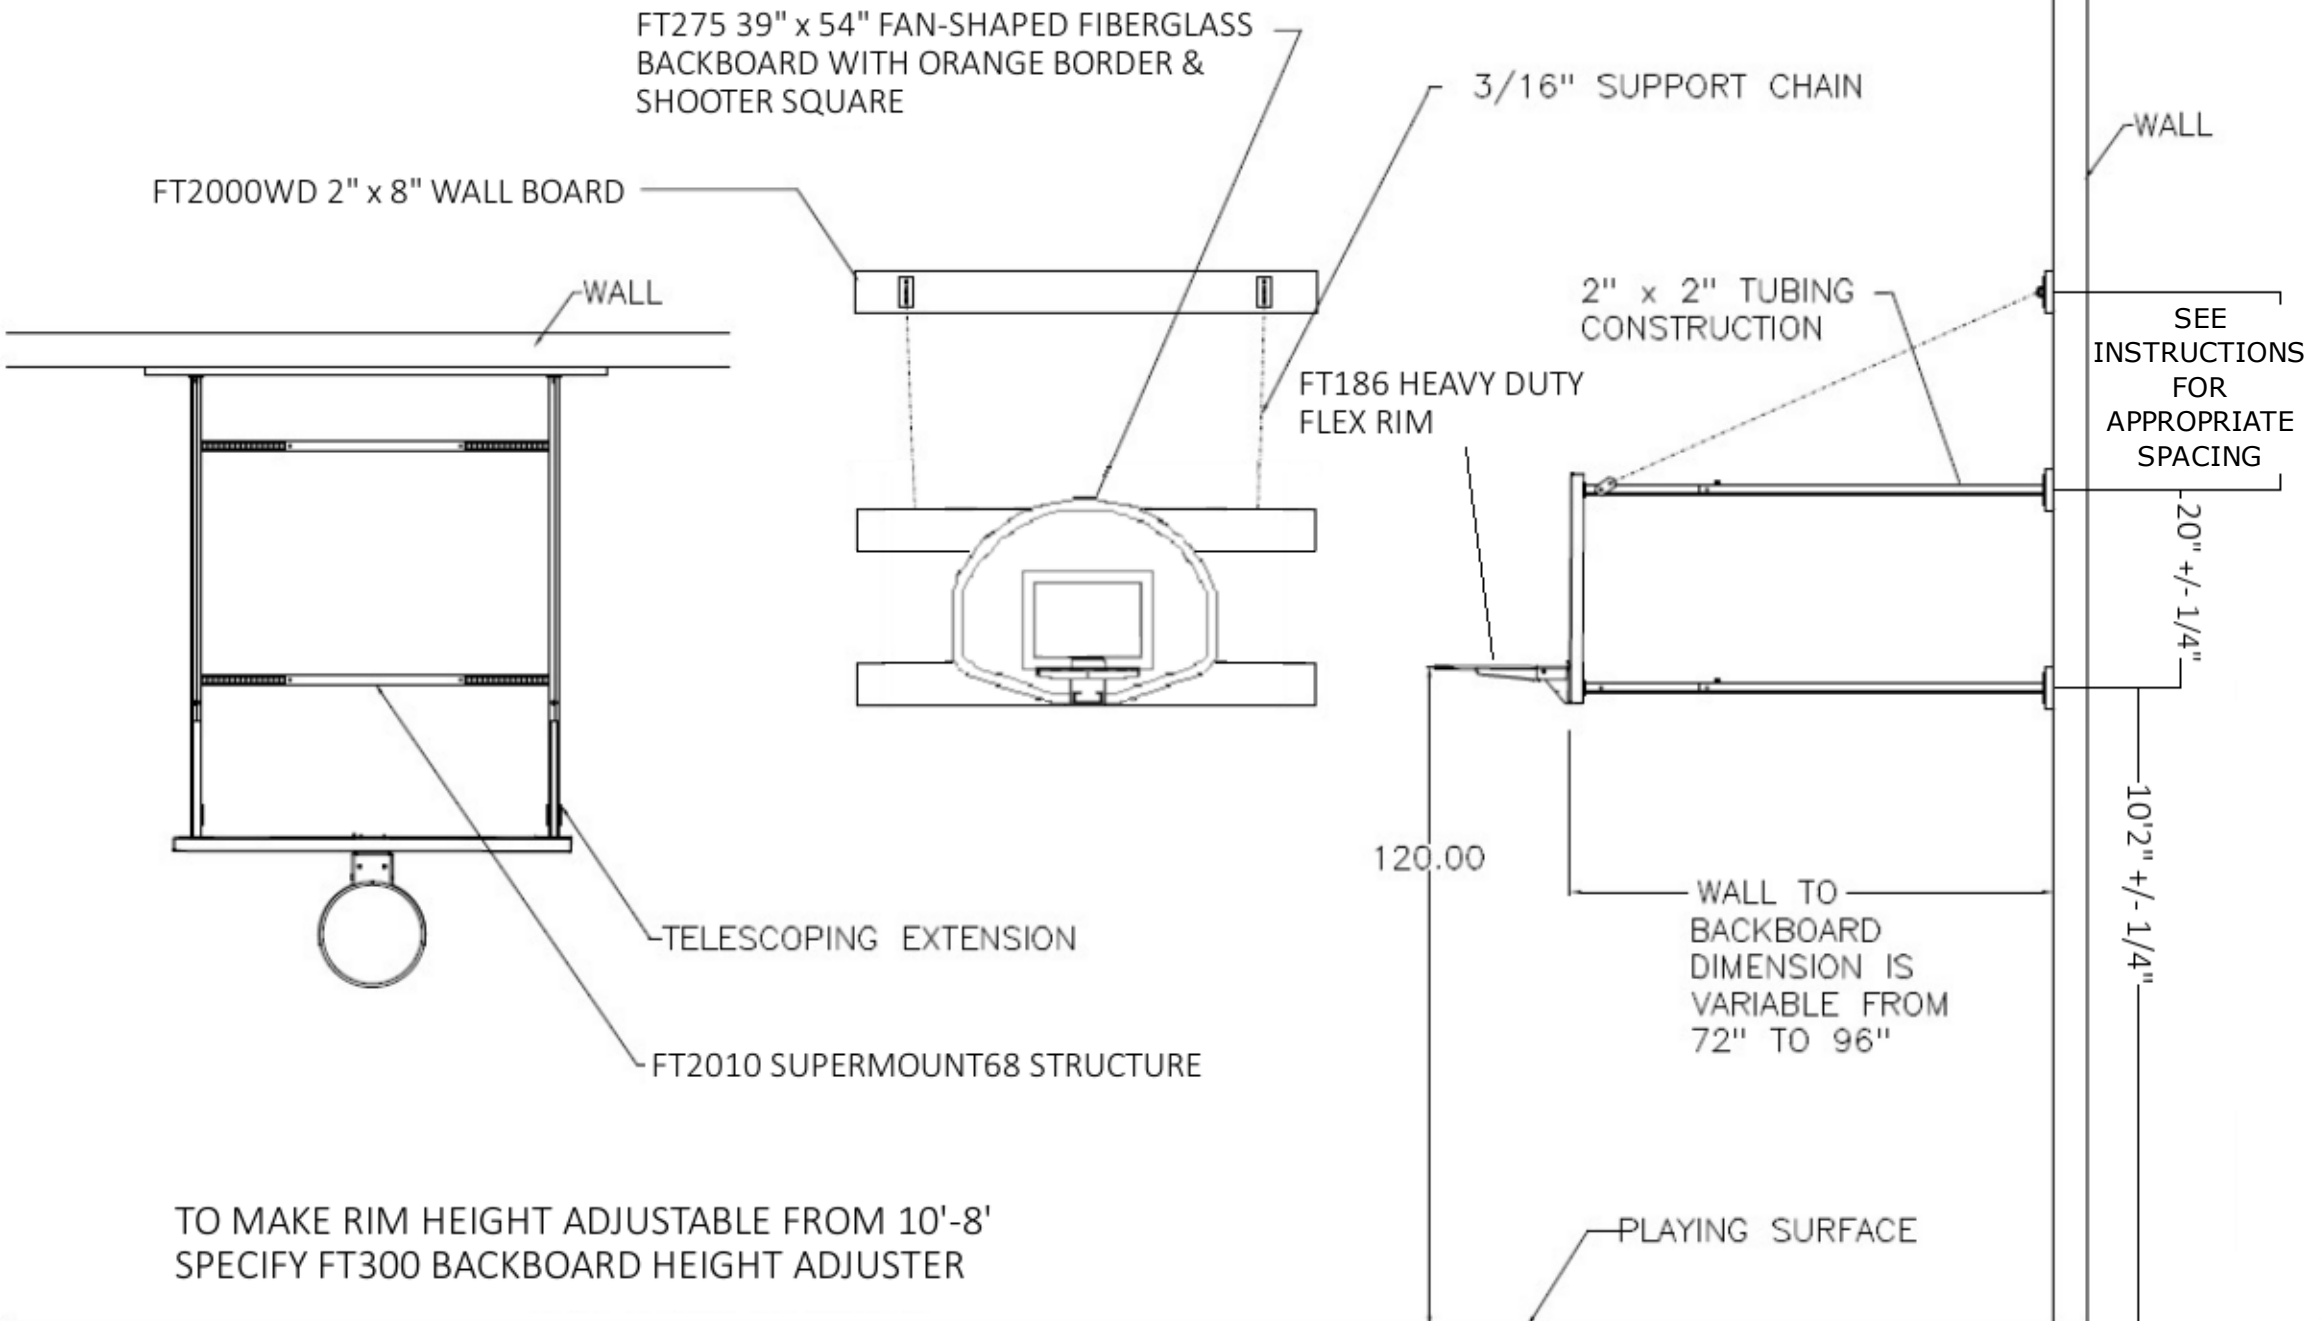 FT275 39" x 54" FAN-SHAPED FIBERGLASS
BACKBOARD WITH ORANGE BORDER &
SHOOTER SQUARE
3/16" SUPPORT CHAIN
WALL
FT2000WD 2" x 8" WALL BOARD
WALL
2" x 2" TUBING
CONSTRUCTION
SEE
INSTRUCTIONS
FOR
APPROPRIATE
SPACING
FT186 HEAVY DUTY
FLEX RIM
20" +/- 1/4"
10'2" +/- 1/4"
120.00
WALL TO
BACKBOARD
DIMENSION IS
VARIABLE FROM
72" TO 96"
TELESCOPING EXTENSION
FT2010 SUPERMOUNT68 STRUCTURE
TO MAKE RIM HEIGHT ADJUSTABLE FROM 10'-8'
SPECIFY FT300 BACKBOARD HEIGHT ADJUSTER
PLAYING SURFACE